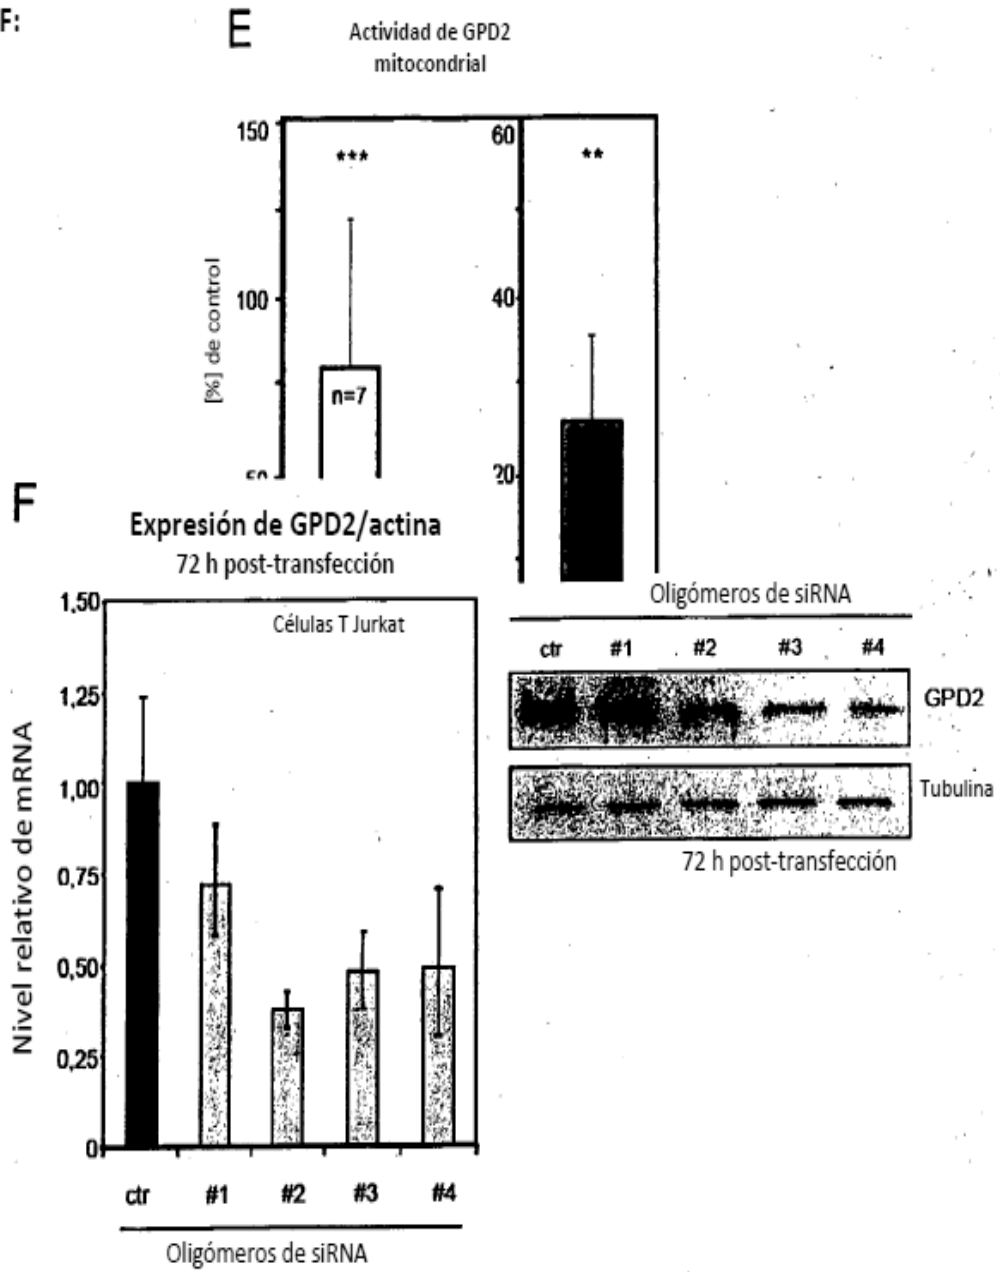 F:
E
Actividad de GPD2
mitocondrial
150
100
[%] de control
***
n=7
60
40
20
**
F
Expresión de GPD2/actina
72 h post-transfección
Células T Jurkat
Nivel relativo de mRNA
1,50
1,25
1,00
0,75
0,50
0,25
0
ctr #1 #2 #3 #4
Oligómeros de siRNA
Oligómeros de siRNA
ctr #1 #2 #3 #4
GPD2
Tubulina
72 h post-transfección